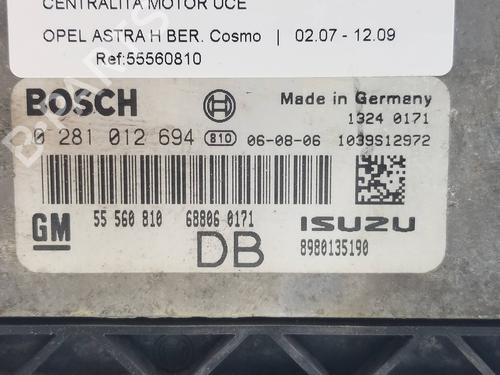 CENTRALITA MOTOR UCE
OPEL ASTRA H BER. Cosmo | 02.07 - 12.09
Ref:55560810
BOSCH Made in Germany
1324 0171
0 281 012 694 810 06-08-06 1039S12972
55 560 810 68806 0171
GM ISUZU
DB 8980135190